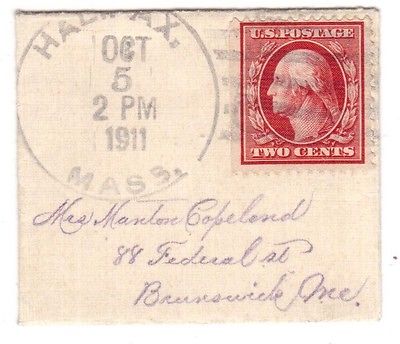 HALIFAX,
OCT
5
2 PM
1911
MASS.
U.S. POSTAGE
TWO CENTS
Mrs Manton Copeland
88 Federal st
Brunswick, Me.